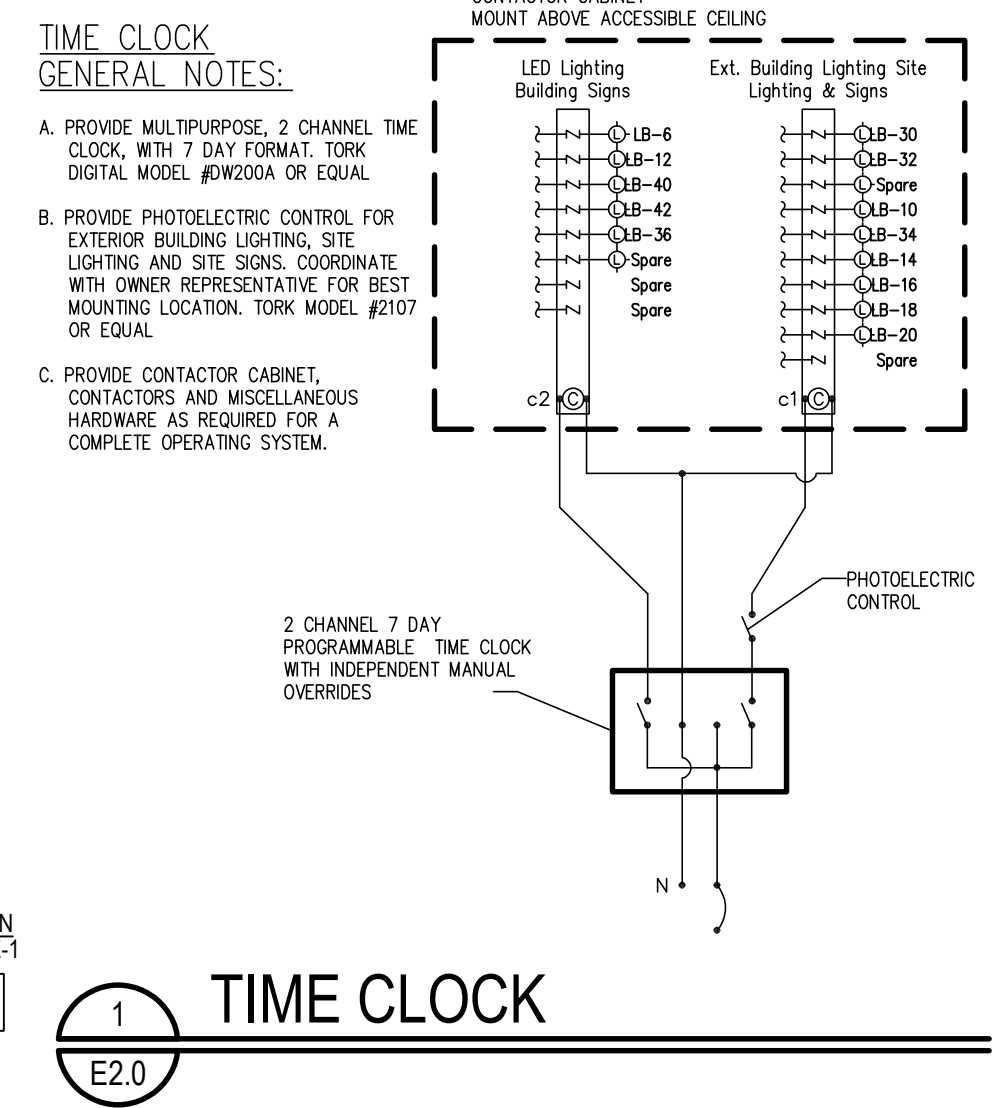 CONTACTOR CABINET
MOUNT ABOVE ACCESSIBLE CEILING
TIME CLOCK
GENERAL NOTES:
A. PROVIDE MULTIPURPOSE, 2 CHANNEL TIME
CLOCK, WITH 7 DAY FORMAT. TORK
DIGITAL MODEL #DW200A OR EQUAL
B. PROVIDE PHOTOELECTRIC CONTROL FOR
EXTERIOR BUILDING LIGHTING, SITE
LIGHTING AND SITE SIGNS. COORDINATE
WITH OWNER REPRESENTATIVE FOR BEST
MOUNTING LOCATION. TORK MODEL #2107
OR EQUAL
C. PROVIDE CONTACTOR CABINET,
CONTACTORS AND MISCELLANEOUS
HARDWARE AS REQUIRED FOR A
COMPLETE OPERATING SYSTEM.
LED Lighting
Building Signs
L LB-6
L LB-12
L LB-40
L LB-42
L LB-36
L Spare
Spare
Spare
c2 C
Ext. Building Lighting Site
Lighting & Signs
L LB-30
L LB-32
L Spare
L LB-10
L LB-34
L LB-14
L LB-16
L LB-18
L LB-20
Spare
c1 C
PHOTOELECTRIC
CONTROL
2 CHANNEL 7 DAY
PROGRAMMABLE TIME CLOCK
WITH INDEPENDENT MANUAL
OVERRIDES
N
1
E2.0
TIME CLOCK